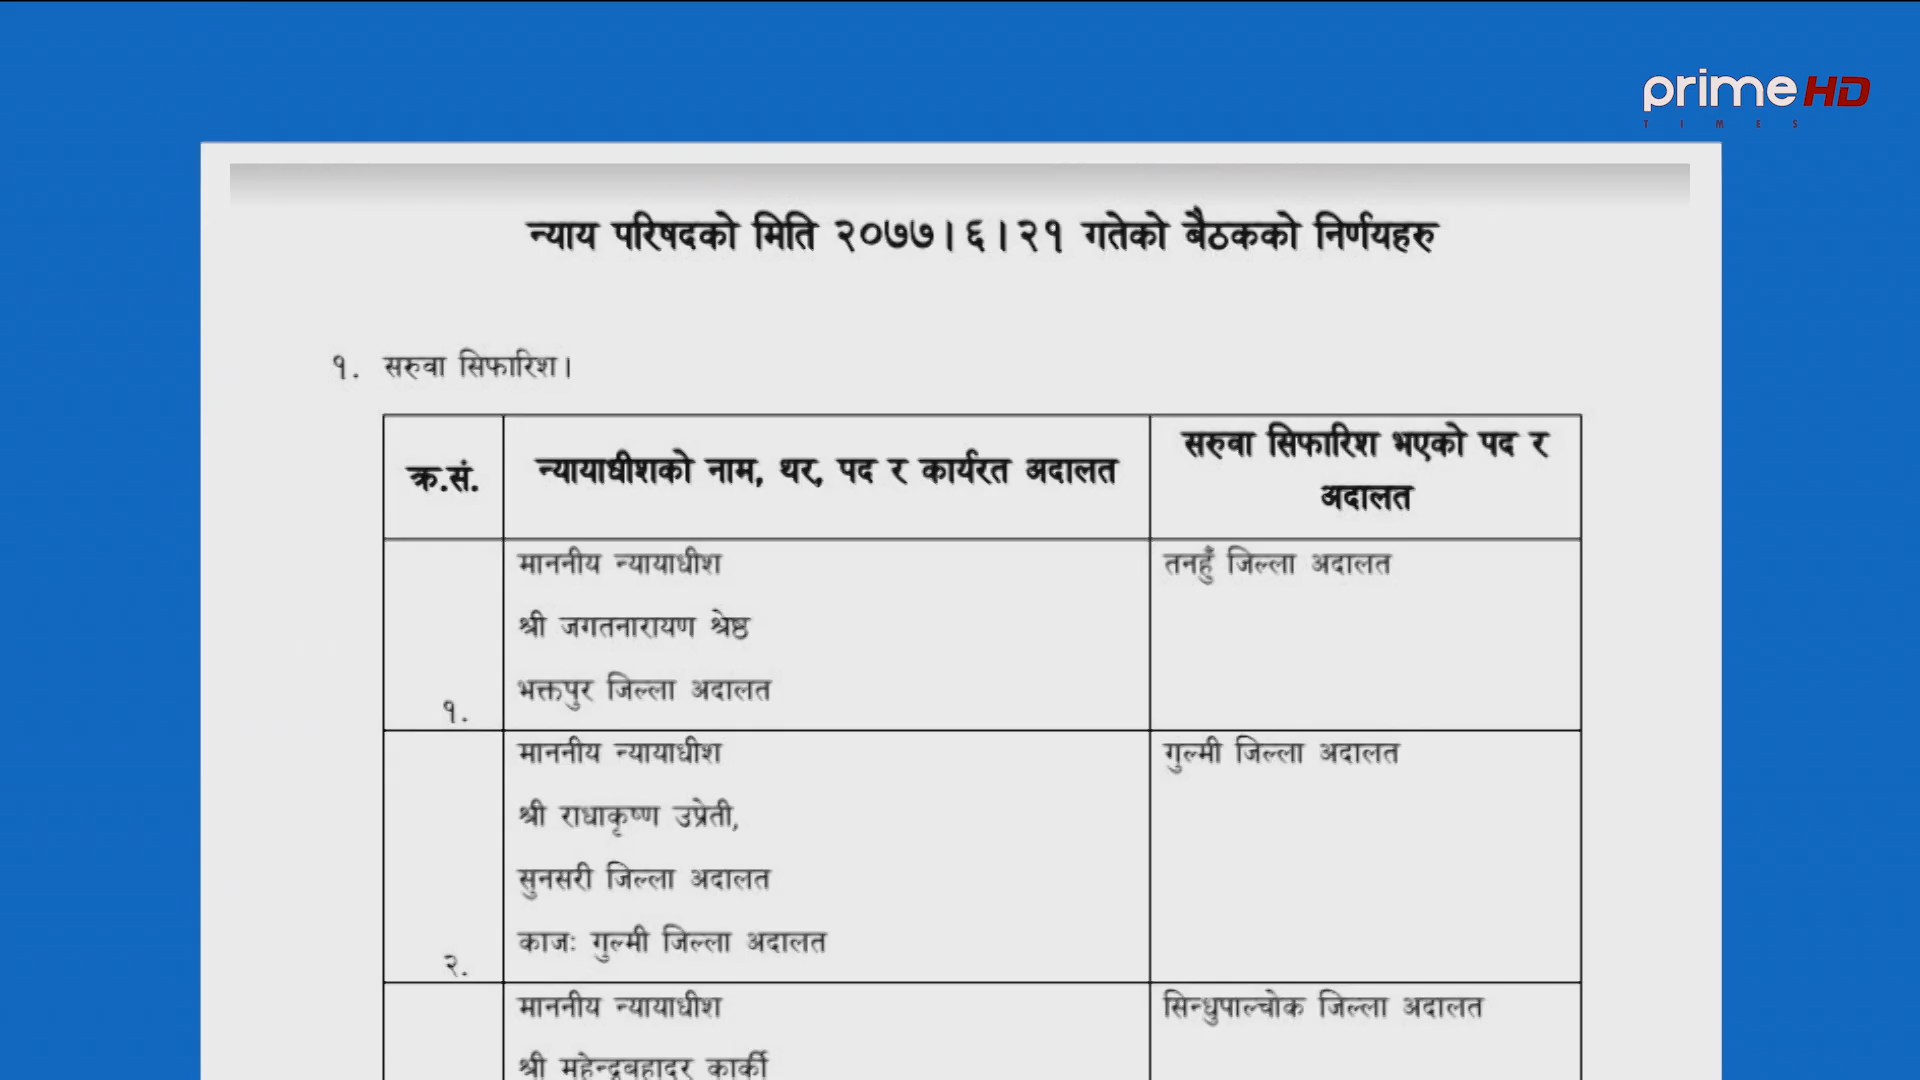 prime HD
TIMES
न्याय परिषदको मिति २०७७।६।२१ गतेको बैठकको निर्णयहरु
१. सरुवा सिफारिश।
क्र.सं.
न्यायाधीशको नाम, थर, पद र कार्यरत अदालत
सरुवा सिफारिश भएको पद र
अदालत
१.
माननीय न्यायाधीश
श्री जगतनारायण श्रेष्ठ
भक्तपुर जिल्ला अदालत
तनहुँ जिल्ला अदालत
२.
माननीय न्यायाधीश
श्री राधाकृष्ण उप्रेती,
सुनसरी जिल्ला अदालत
काजः गुल्मी जिल्ला अदालत
गुल्मी जिल्ला अदालत
माननीय न्यायाधीश
श्री महेन्द्रबहादुर कार्की
सिन्धुपाल्चोक जिल्ला अदालत